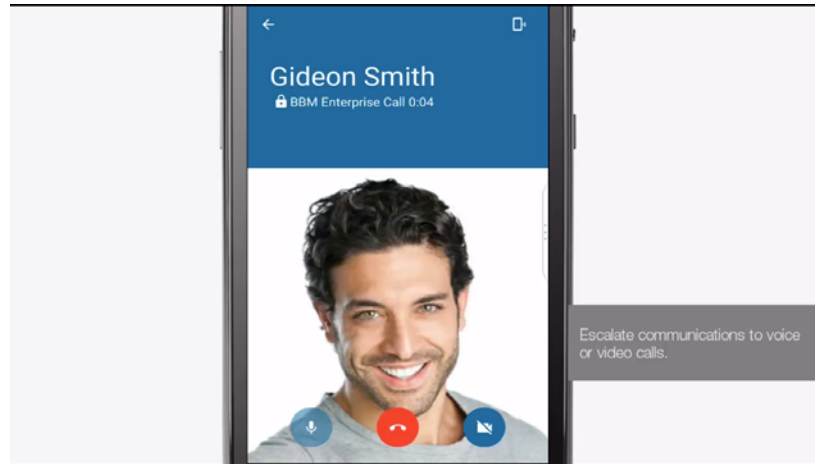 Gideon Smith
BBM Enterprise Call 0:04
Escalate communications to voice
or video calls.